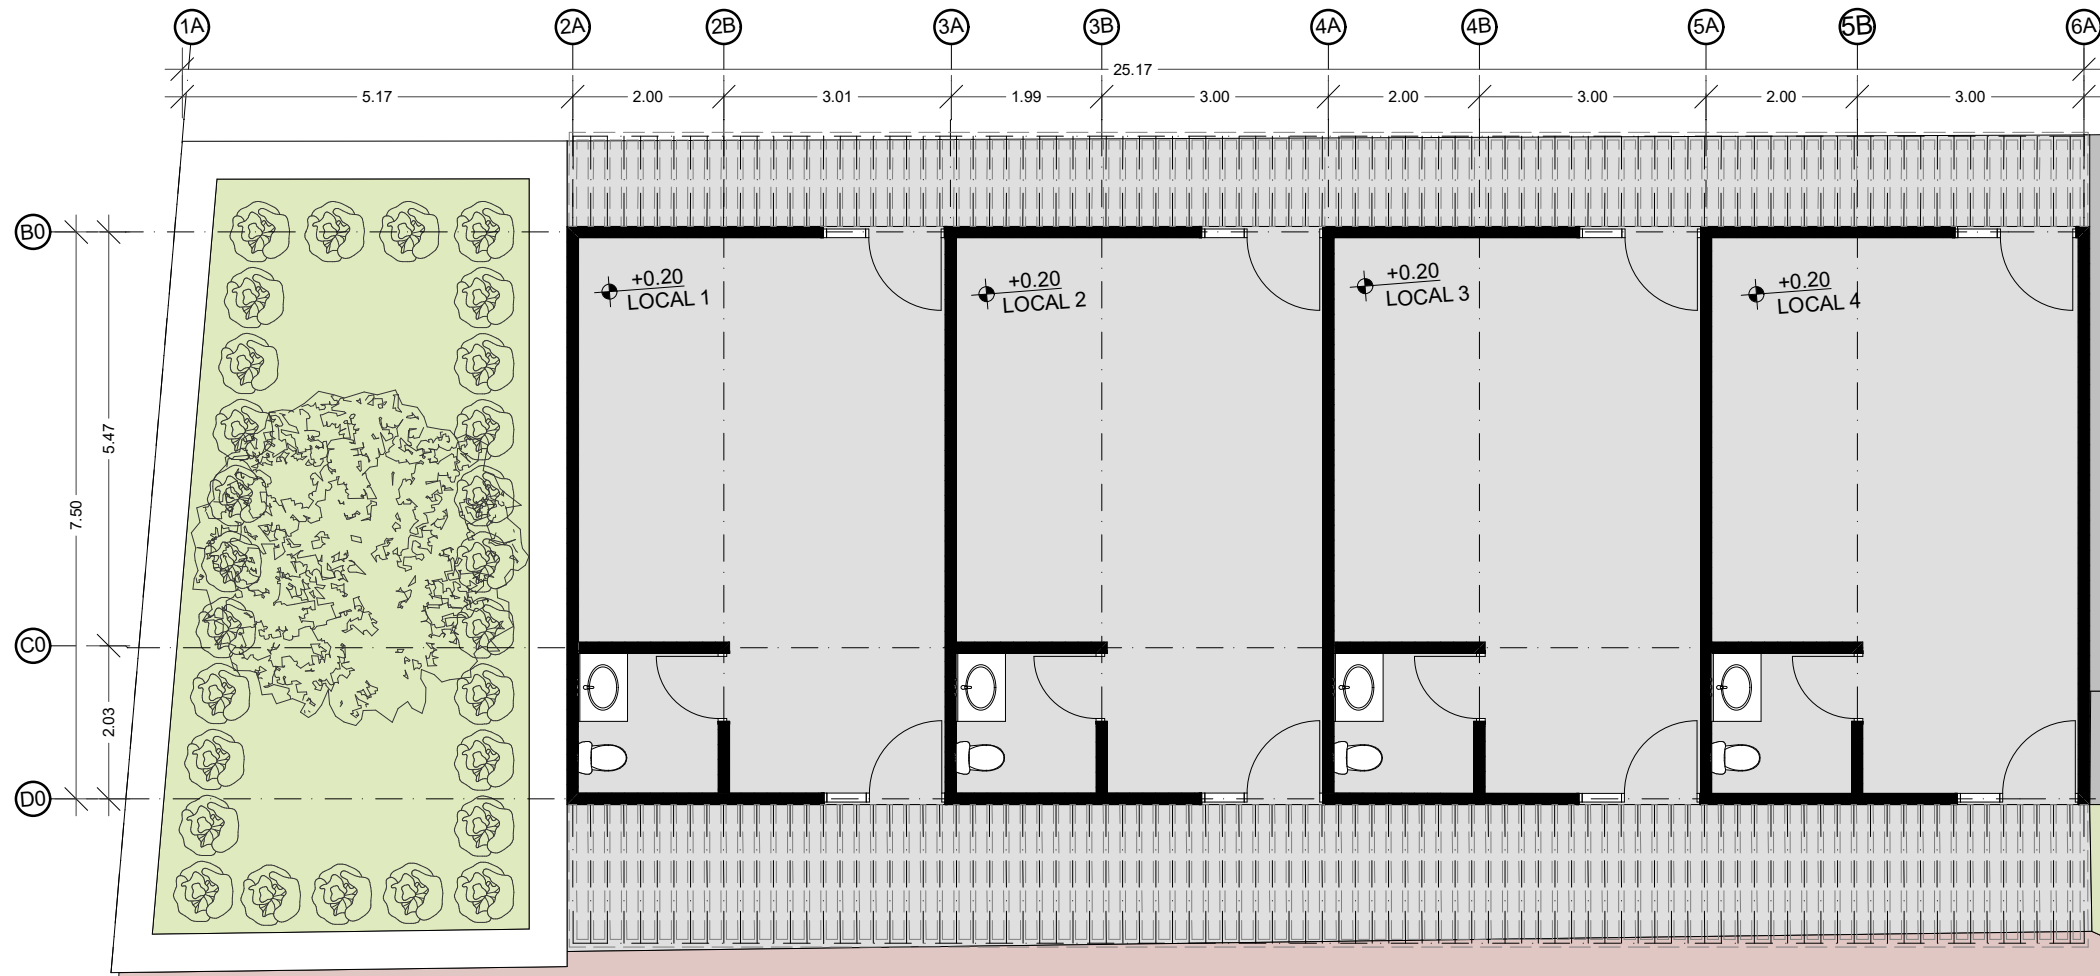 1A 2A 2B 3A 3B 4A 4B 5A 5B 6A
25.17
5.17 2.00 3.01 1.99 3.00 2.00 3.00 2.00 3.00
B0
+0.20
LOCAL 1
+0.20
LOCAL 2
+0.20
LOCAL 3
+0.20
LOCAL 4
5.47
7.50
C0
2.03
D0